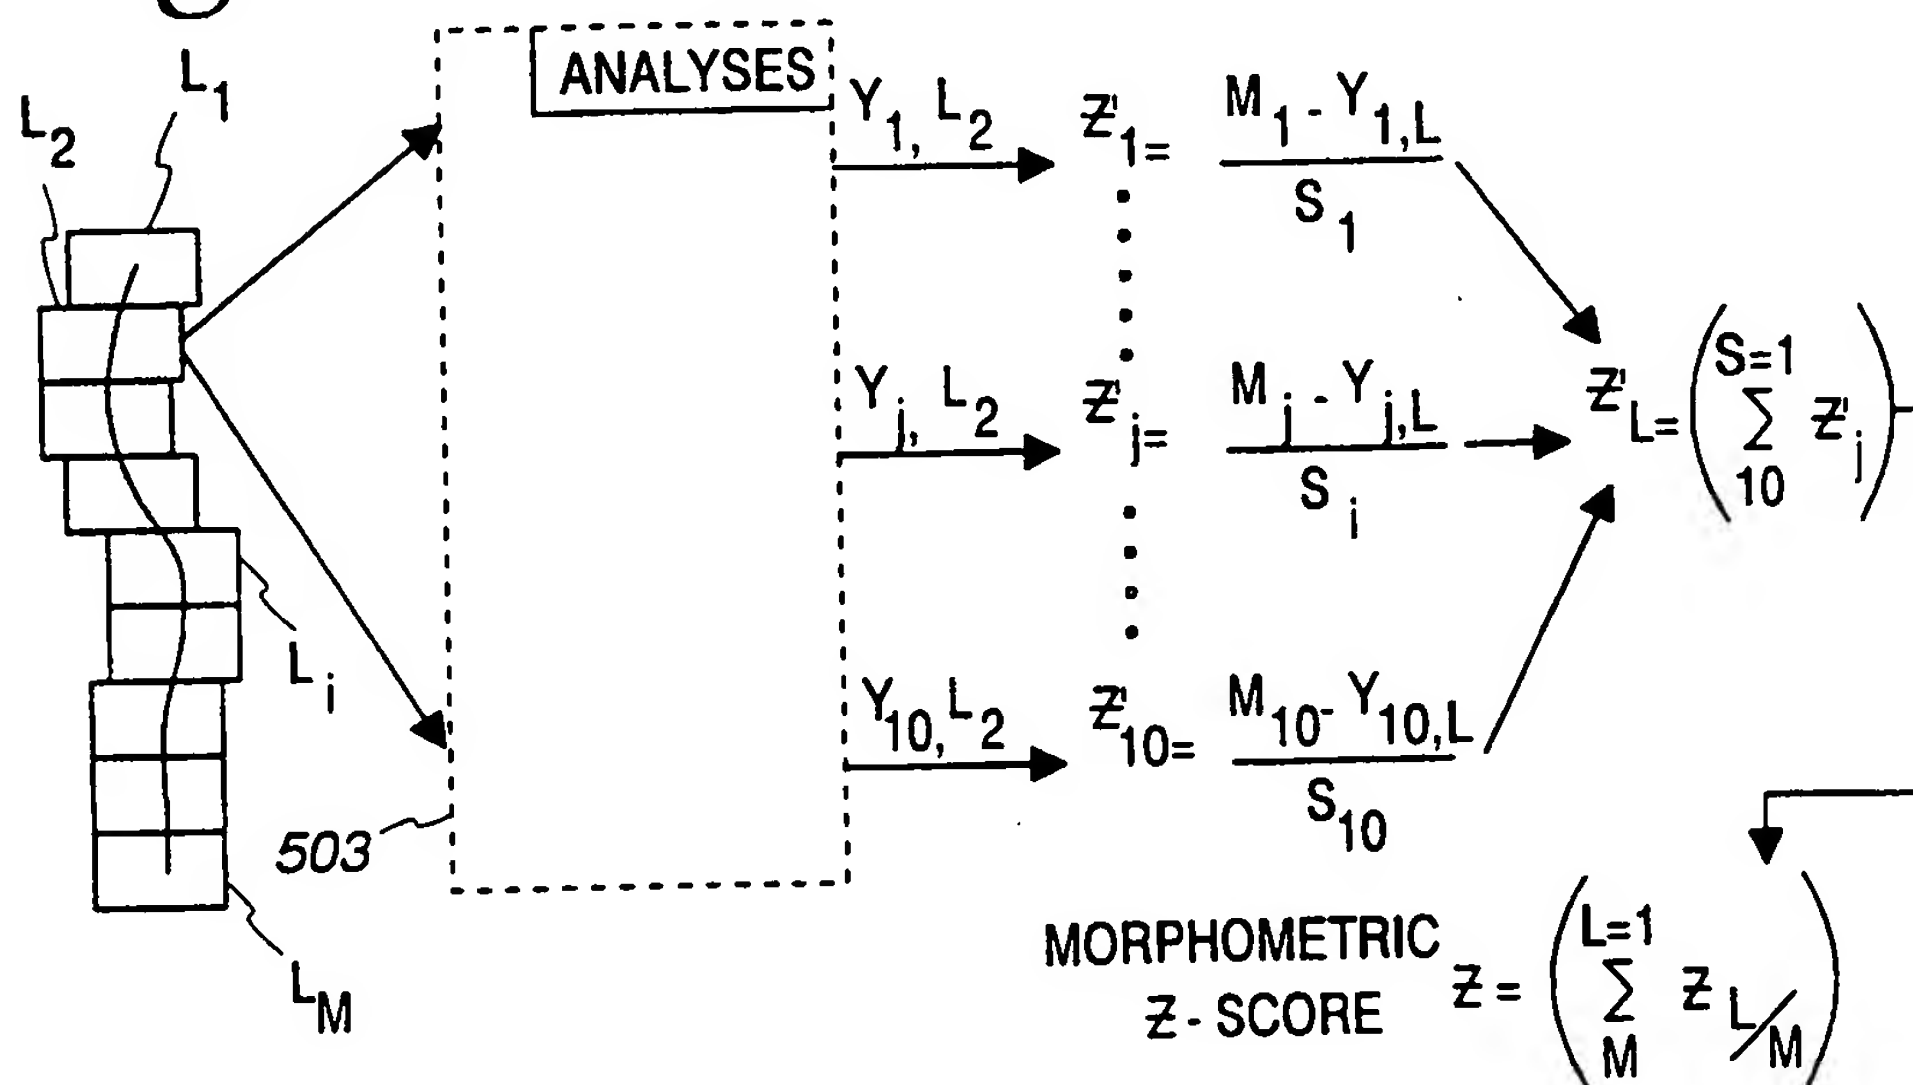 ANALYSES
L1
L2
Y1, L2
Z'1=
M1 - Y1,L
S1
Yj, L2
Z'j=
Mj - Yj,L
Si
Z'L= (
S=1
∑ Z'j
10
)
Li
Y10, L2
Z'10=
M10 - Y10,L
S10
503
LM
MORPHOMETRIC
Z - SCORE
Z = (
L=1
∑ Z L/M
M
)